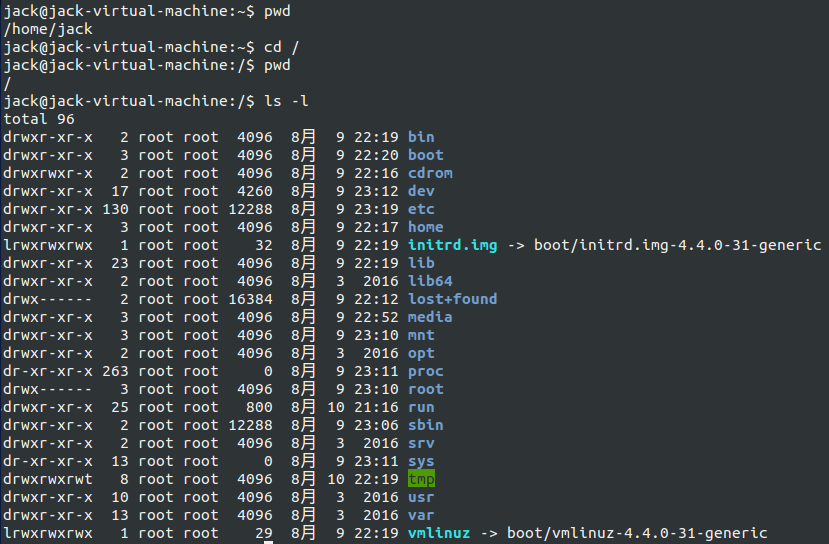 jack@jack-virtual-machine:~$ pwd
/home/jack
jack@jack-virtual-machine:~$ cd /
jack@jack-virtual-machine:/$ pwd
/
jack@jack-virtual-machine:/$ ls -l
total 96
drwxr-xr-x   2 root root  4096  8月  9 22:19 bin
drwxr-xr-x   3 root root  4096  8月  9 22:20 boot
drwxrwxr-x   2 root root  4096  8月  9 22:16 cdrom
drwxr-xr-x  17 root root  4260  8月  9 23:12 dev
drwxr-xr-x 130 root root 12288  8月  9 23:19 etc
drwxr-xr-x   3 root root  4096  8月  9 22:17 home
lrwxrwxrwx   1 root root    32  8月  9 22:19 initrd.img -> boot/initrd.img-4.4.0-31-generic
drwxr-xr-x  23 root root  4096  8月  9 22:19 lib
drwxr-xr-x   2 root root  4096  8月  3  2016 lib64
drwx------   2 root root 16384  8月  9 22:12 lost+found
drwxr-xr-x   3 root root  4096  8月  9 22:52 media
drwxr-xr-x   3 root root  4096  8月  9 23:10 mnt
drwxr-xr-x   2 root root  4096  8月  3  2016 opt
dr-xr-xr-x 263 root root     0  8月  9 23:11 proc
drwx------   3 root root  4096  8月  9 23:10 root
drwxr-xr-x  25 root root   800  8月 10 21:16 run
drwxr-xr-x   2 root root 12288  8月  9 23:06 sbin
drwxr-xr-x   2 root root  4096  8月  3  2016 srv
dr-xr-xr-x  13 root root     0  8月  9 23:11 sys
drwxrwxrwt   8 root root  4096  8月 10 22:19 tmp
drwxr-xr-x  10 root root  4096  8月  3  2016 usr
drwxr-xr-x  13 root root  4096  8月  3  2016 var
lrwxrwxrwx   1 root root    29  8月  9 22:19 vmlinuz -> boot/vmlinuz-4.4.0-31-generic